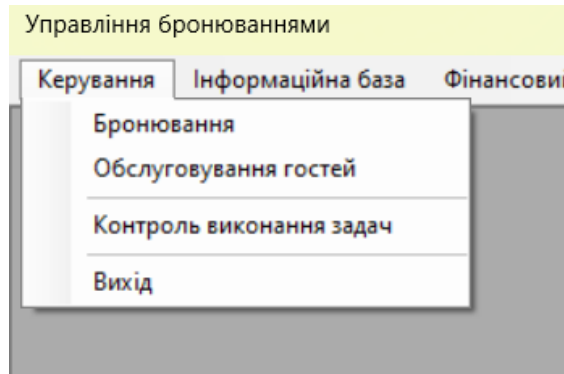 Управління бронюваннями
Керування Інформаційна база
Бронювання
Обслуговування гостей
Контроль виконання задач
Вихід